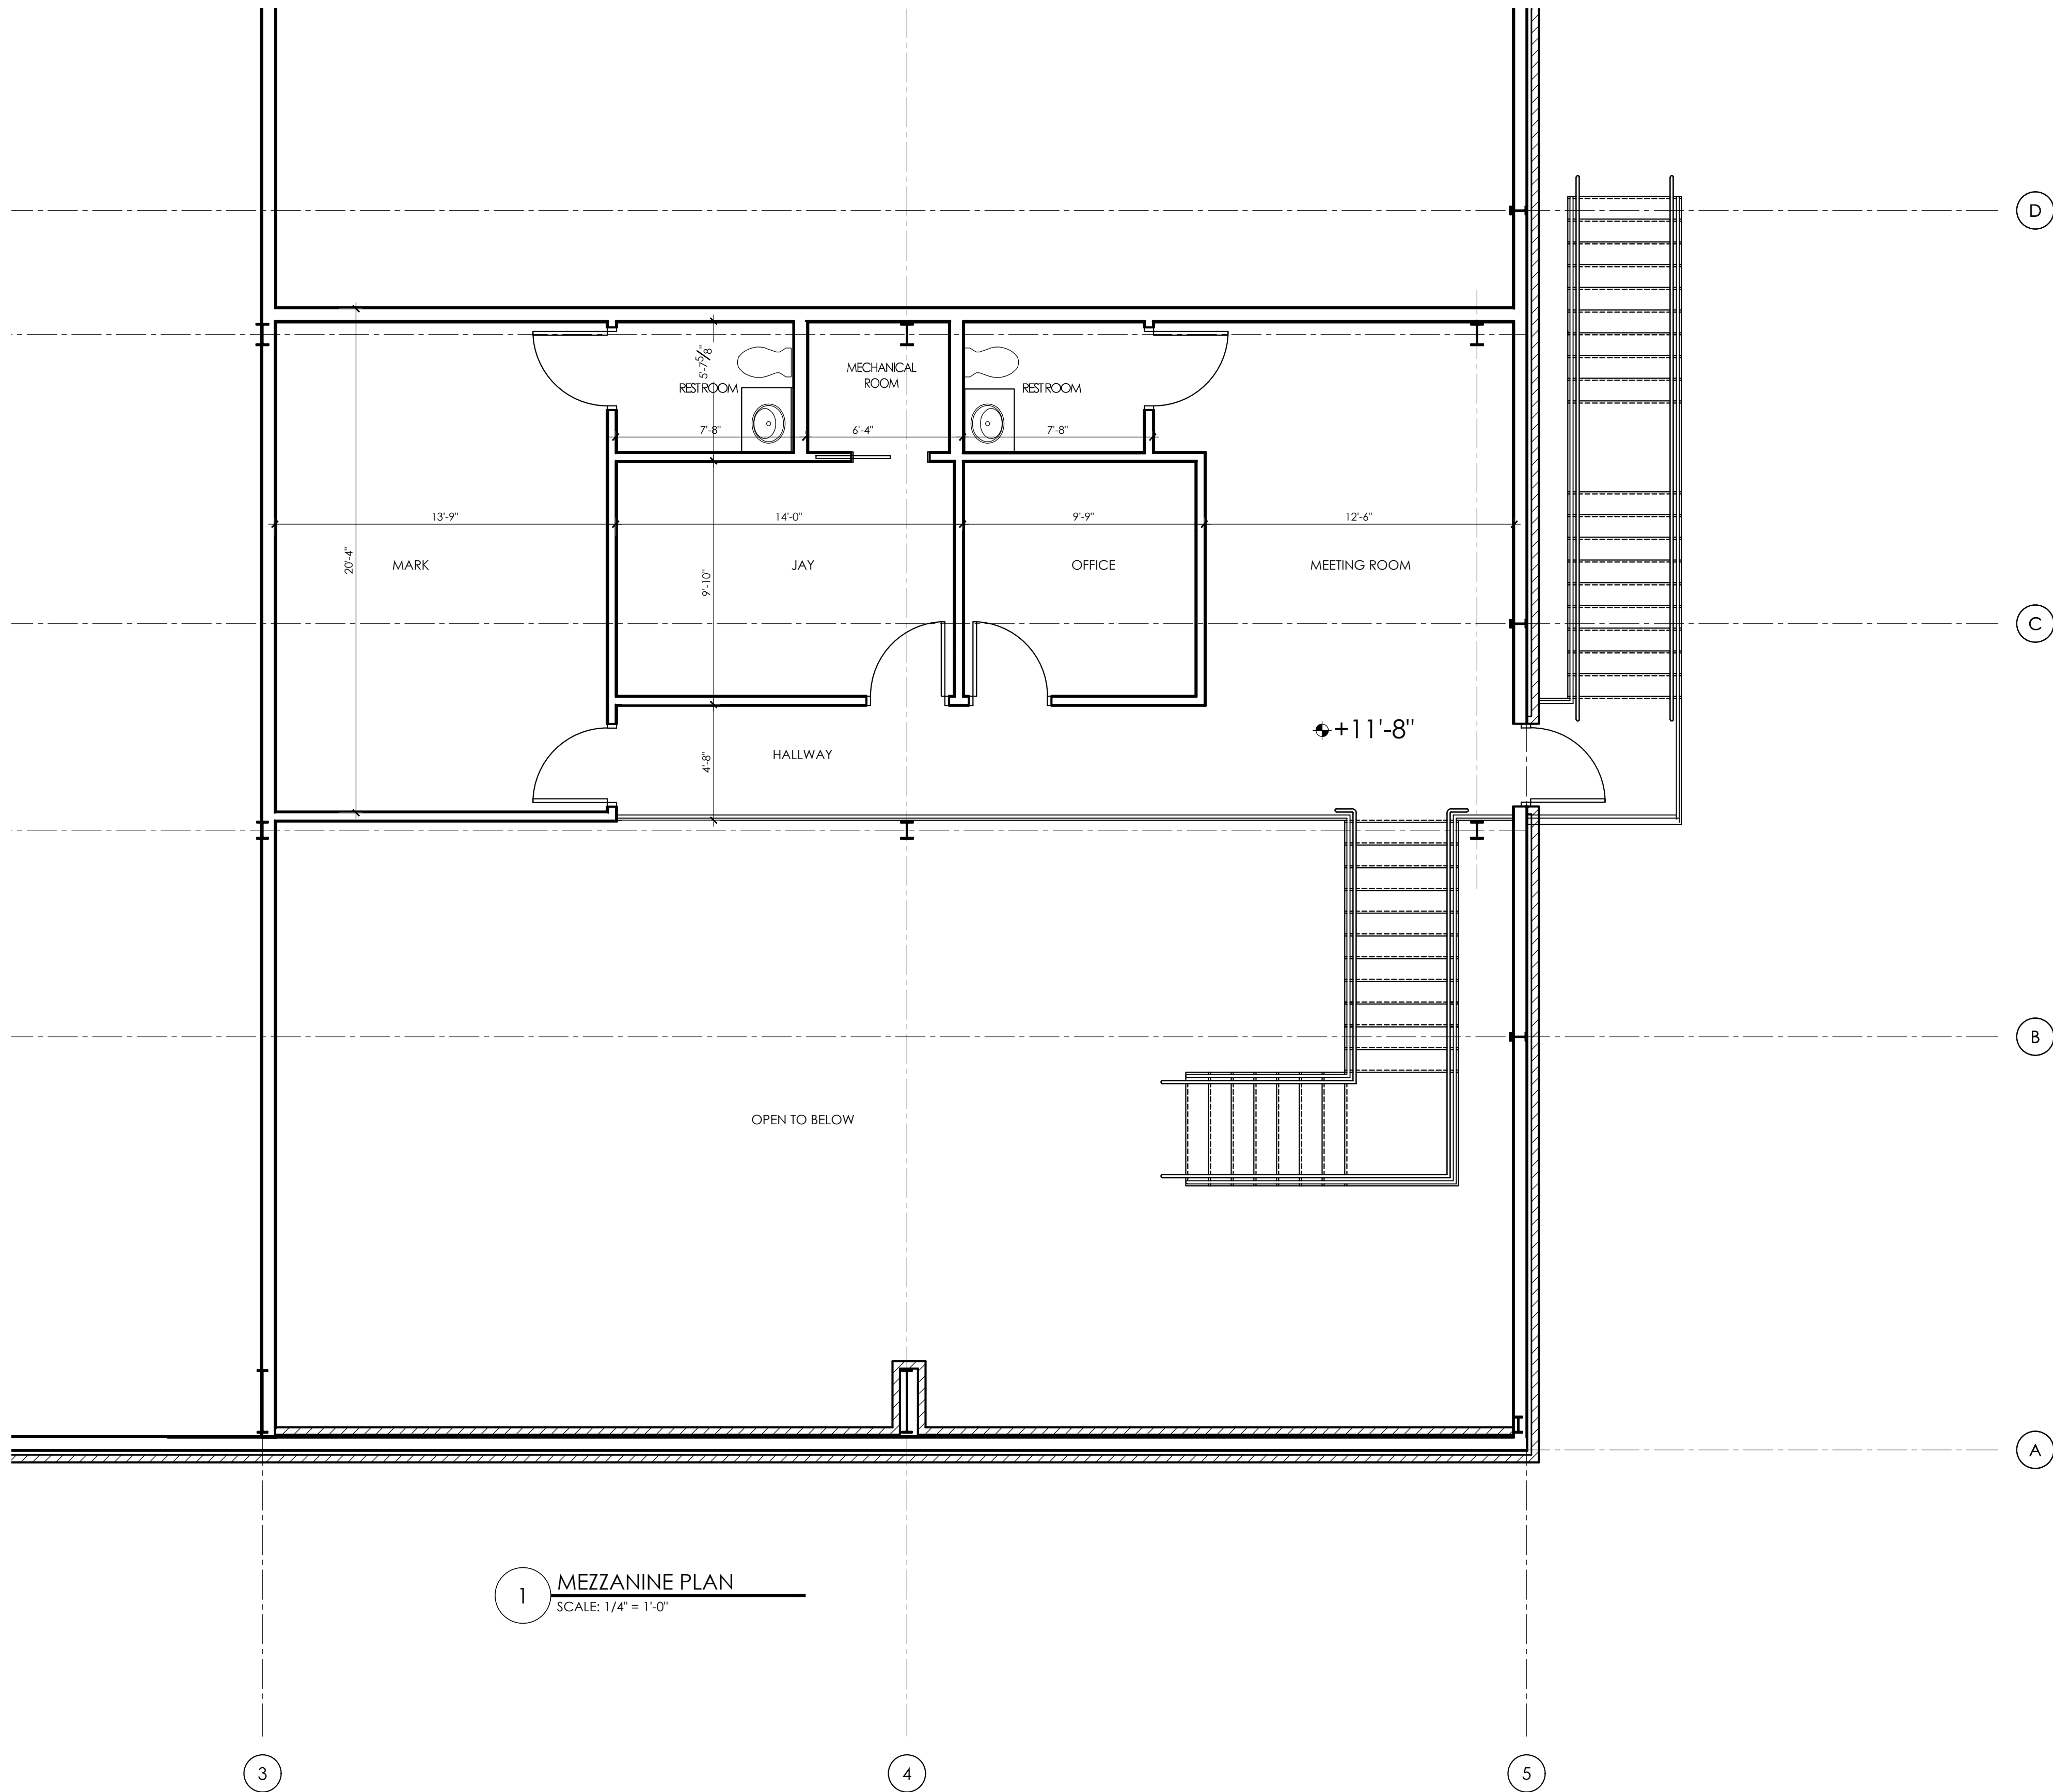 D
5'-7 5/8"
MECHANICAL
ROOM
RESTROOM
RESTROOM
7'-8"
6'-4"
7'-8"
13'-9"
14'-0"
9'-9"
12'-6"
20'-4"
MARK
JAY
OFFICE
MEETING ROOM
9'-10"
C
+11'-8"
HALLWAY
4'-8"
B
OPEN TO BELOW
A
1
MEZZANINE PLAN
SCALE: 1/4" = 1'-0"
3
4
5